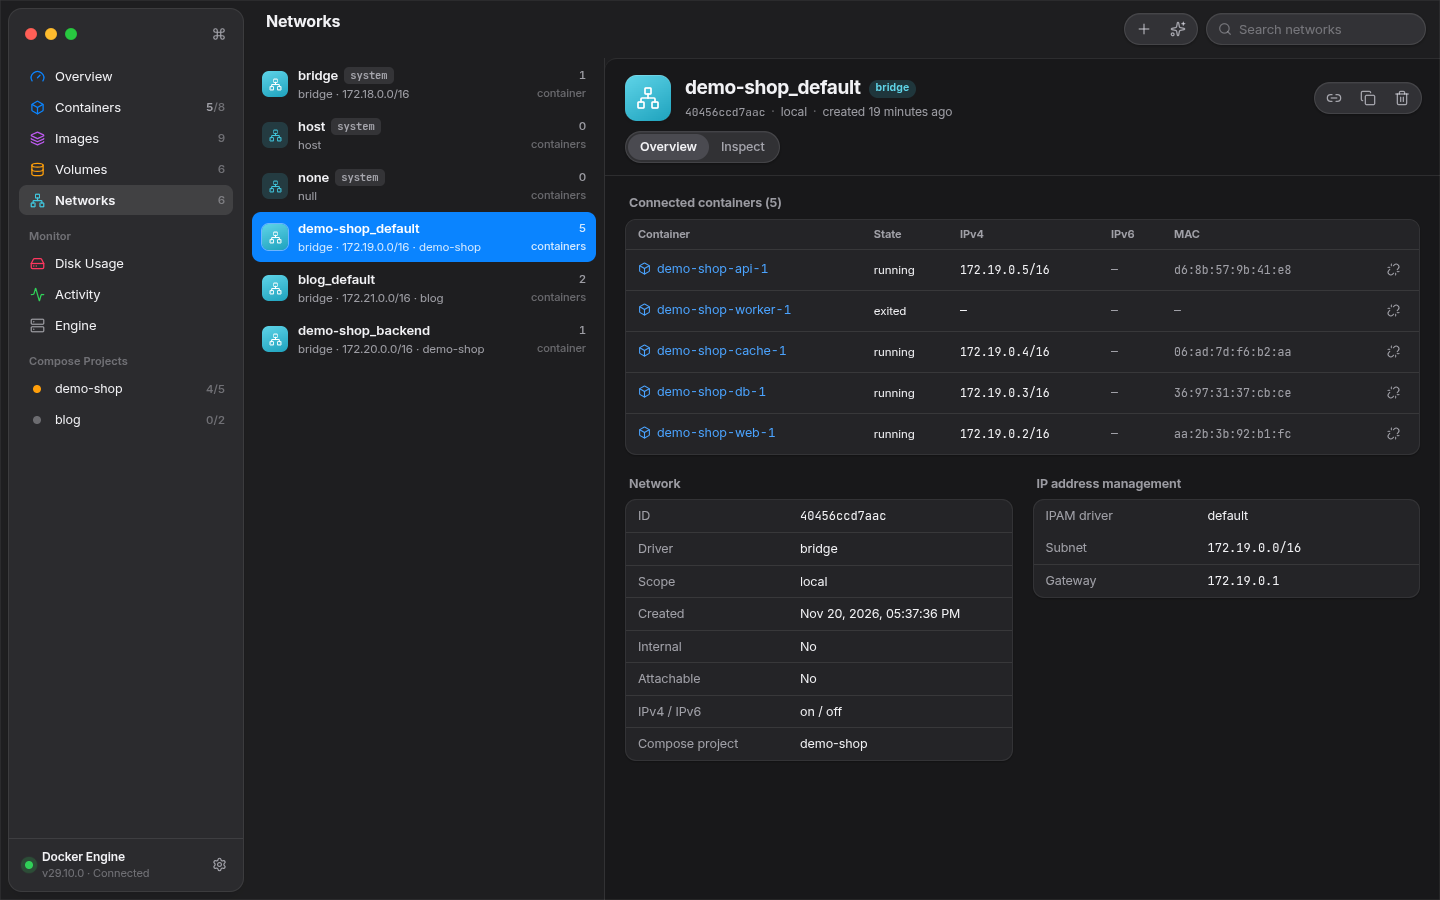 ⌘
Overview
Containers 5/8
Images 9
Volumes 6
Networks 6
Monitor
Disk Usage
Activity
Engine
Compose Projects
demo-shop 4/5
blog 0/2
Docker Engine
v29.10.0 · Connected
Networks
Search networks
bridge system 1
bridge · 172.18.0.0/16 container
host system 0
host containers
none system 0
null containers
demo-shop_default 5
bridge · 172.19.0.0/16 · demo-shop containers
blog_default 2
bridge · 172.21.0.0/16 · blog containers
demo-shop_backend 1
bridge · 172.20.0.0/16 · demo-shop container
demo-shop_default bridge
40456ccd7aac · local · created 19 minutes ago
Overview Inspect
Connected containers (5)
Container State IPv4 IPv6 MAC
demo-shop-api-1 running 172.19.0.5/16 – d6:8b:57:9b:41:e8
demo-shop-worker-1 exited – – –
demo-shop-cache-1 running 172.19.0.4/16 – 06:ad:7d:f6:b2:aa
demo-shop-db-1 running 172.19.0.3/16 – 36:97:31:37:cb:ce
demo-shop-web-1 running 172.19.0.2/16 – aa:2b:3b:92:b1:fc
Network
ID 40456ccd7aac
Driver bridge
Scope local
Created Nov 20, 2026, 05:37:36 PM
Internal No
Attachable No
IPv4 / IPv6 on / off
Compose project demo-shop
IP address management
IPAM driver default
Subnet 172.19.0.0/16
Gateway 172.19.0.1